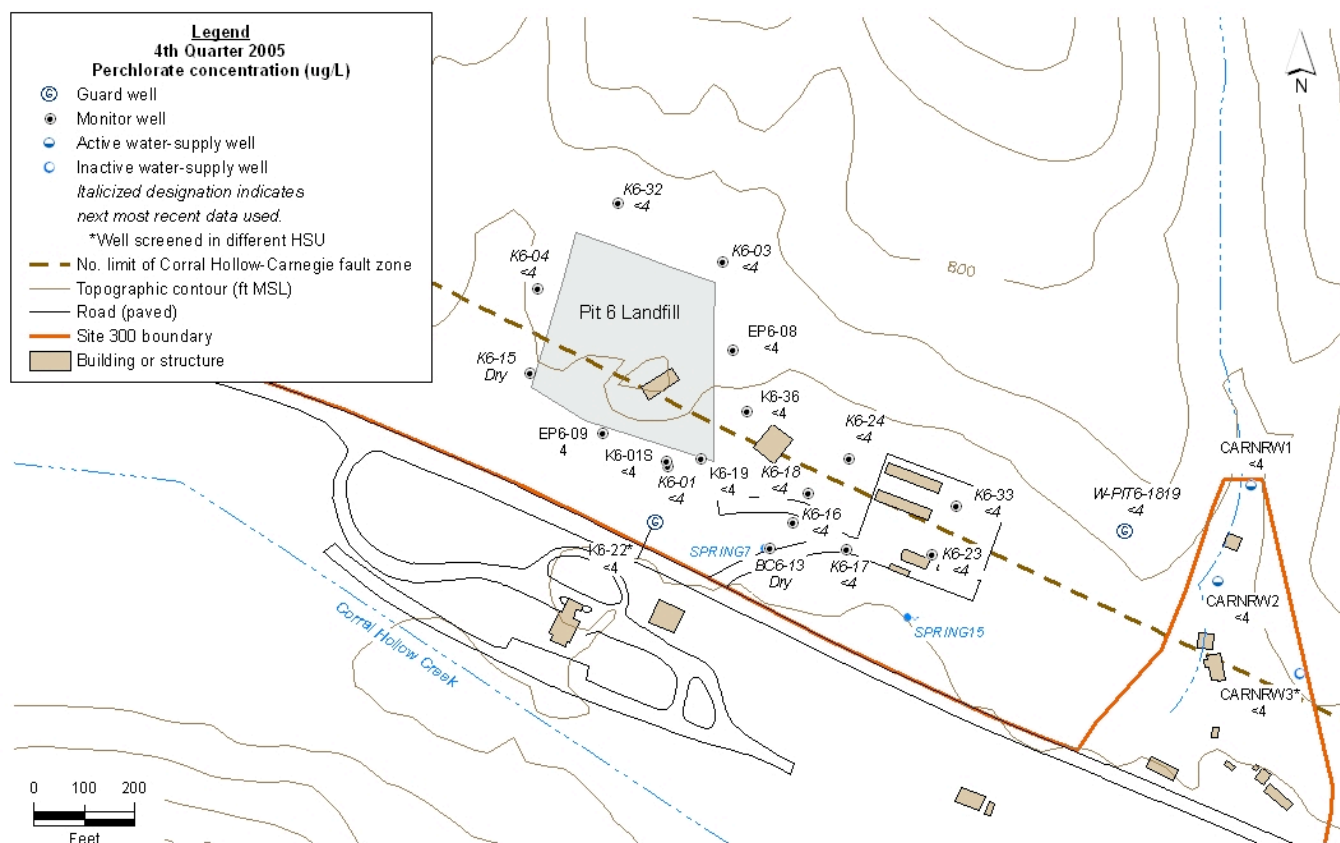 Legend
4th Quarter 2005
Perchlorate concentration (ug/L)
G Guard well
Monitor well
Active water-supply well
Inactive water-supply well
Italicized designation indicates
next most recent data used.
*Well screened in different HSU
No. limit of Corral Hollow-Carnegie fault zone
Topographic contour (ft MSL)
Road (paved)
Site 300 boundary
Building or structure
N
K6-32
<4
K6-03
<4
K6-04
<4
800
Pit 6 Landfill
EP6-08
<4
K6-15
Dry
K6-36
<4
K6-24
<4
EP6-09
4
K6-01S
<4
K6-01
<4
K6-19
<4
K6-18
<4
CARNRW1
<4
W-PIT6-1819
<4
G
K6-33
<4
K6-16
<4
G
K6-22*
<4
SPRING7
BC6-13
Dry
K6-17
<4
K6-23
<4
CARNRW2
<4
SPRING15
Corral Hollow Creek
CARNRW3*
<4
0 100 200
Feet